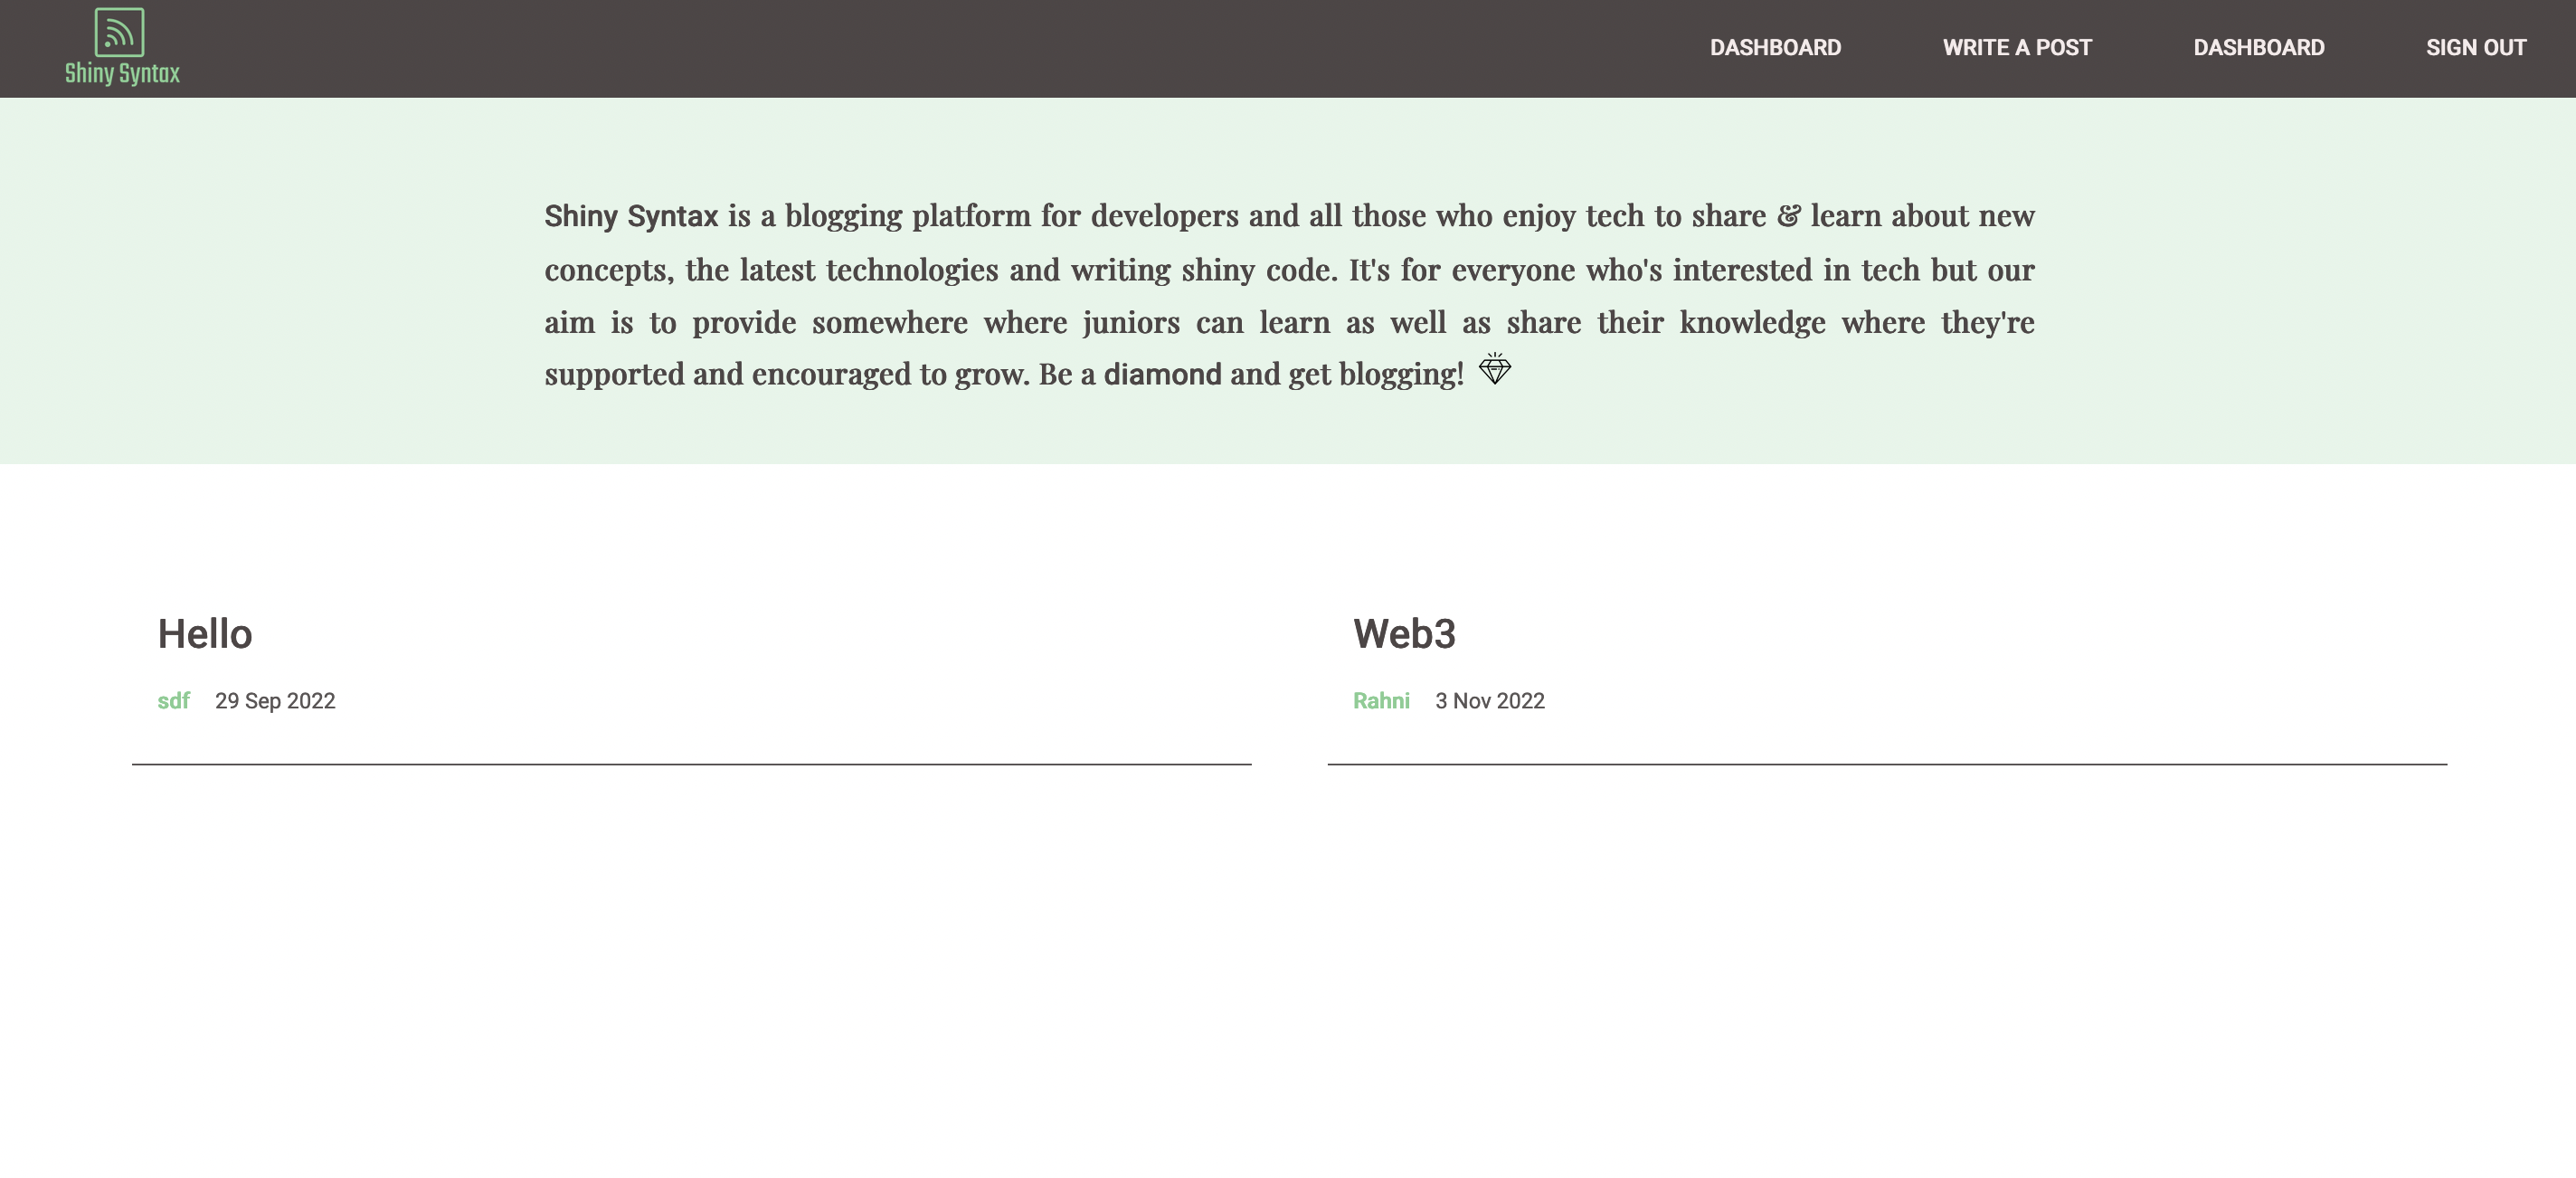 Shiny Syntax
DASHBOARD
WRITE A POST
DASHBOARD
SIGN OUT
Shiny Syntax is a blogging platform for developers and all those who enjoy tech to share & learn about new
concepts, the latest technologies and writing shiny code. It's for everyone who's interested in tech but our
aim is to provide somewhere where juniors can learn as well as share their knowledge where they're
supported and encouraged to grow. Be a diamond and get blogging!
Hello
sdf 29 Sep 2022
Web3
Rahni 3 Nov 2022